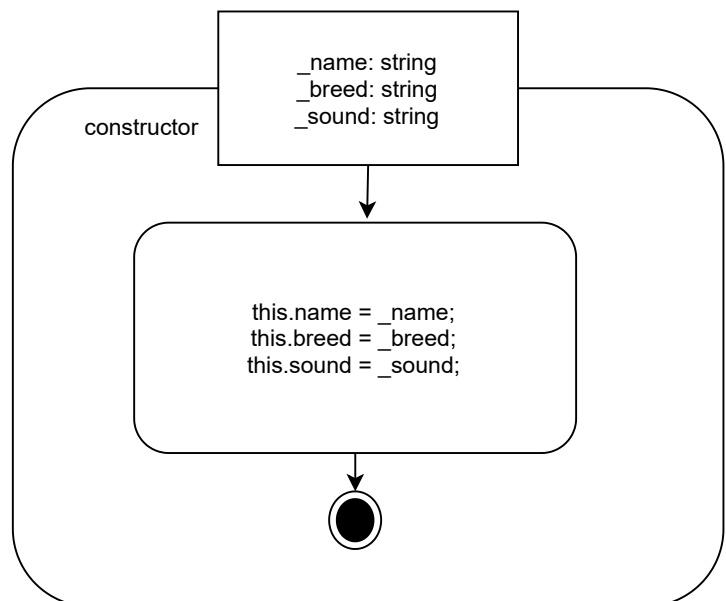 _name: string
_breed: string
_sound: string
constructor
this.name = _name;
this.breed = _breed;
this.sound = _sound;